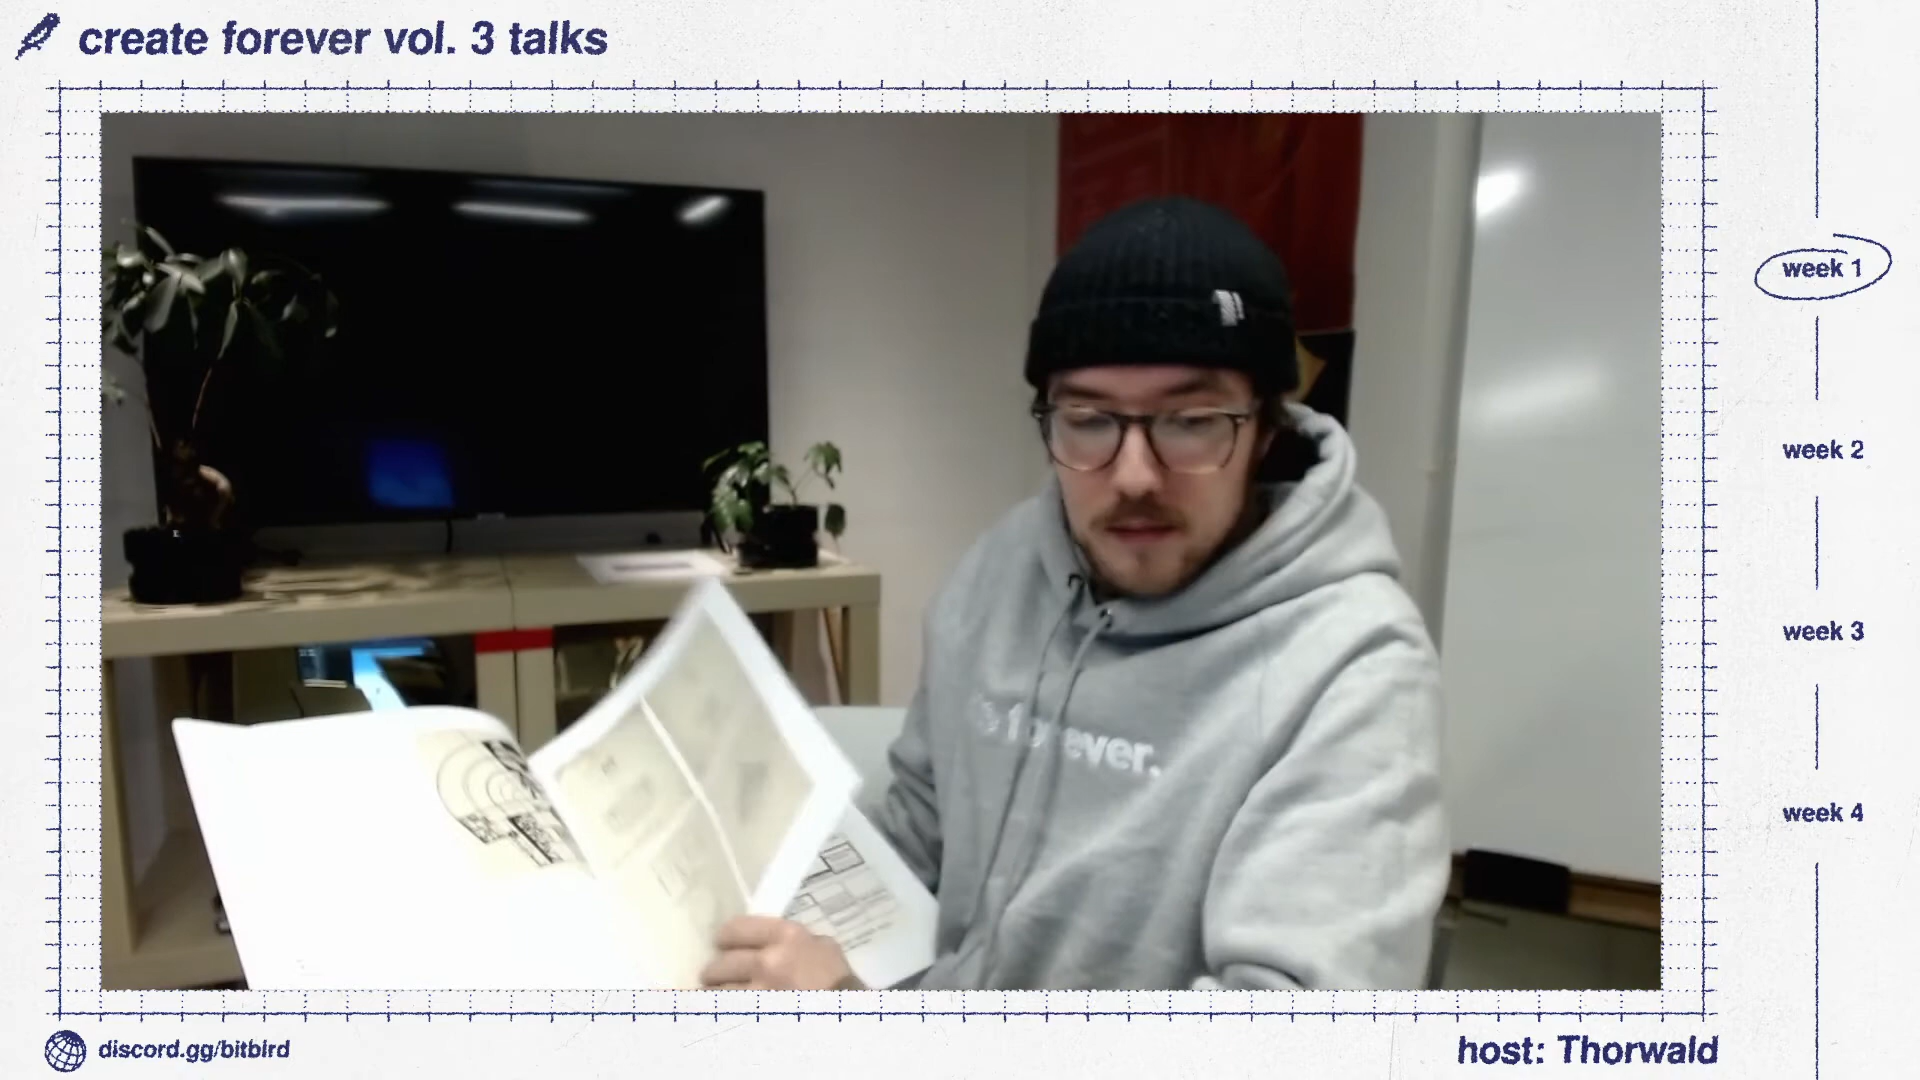 create forever vol. 3 talks
week 1
week 2
week 3
week 4
forever.
discord.gg/bitbird
host: Thorwald